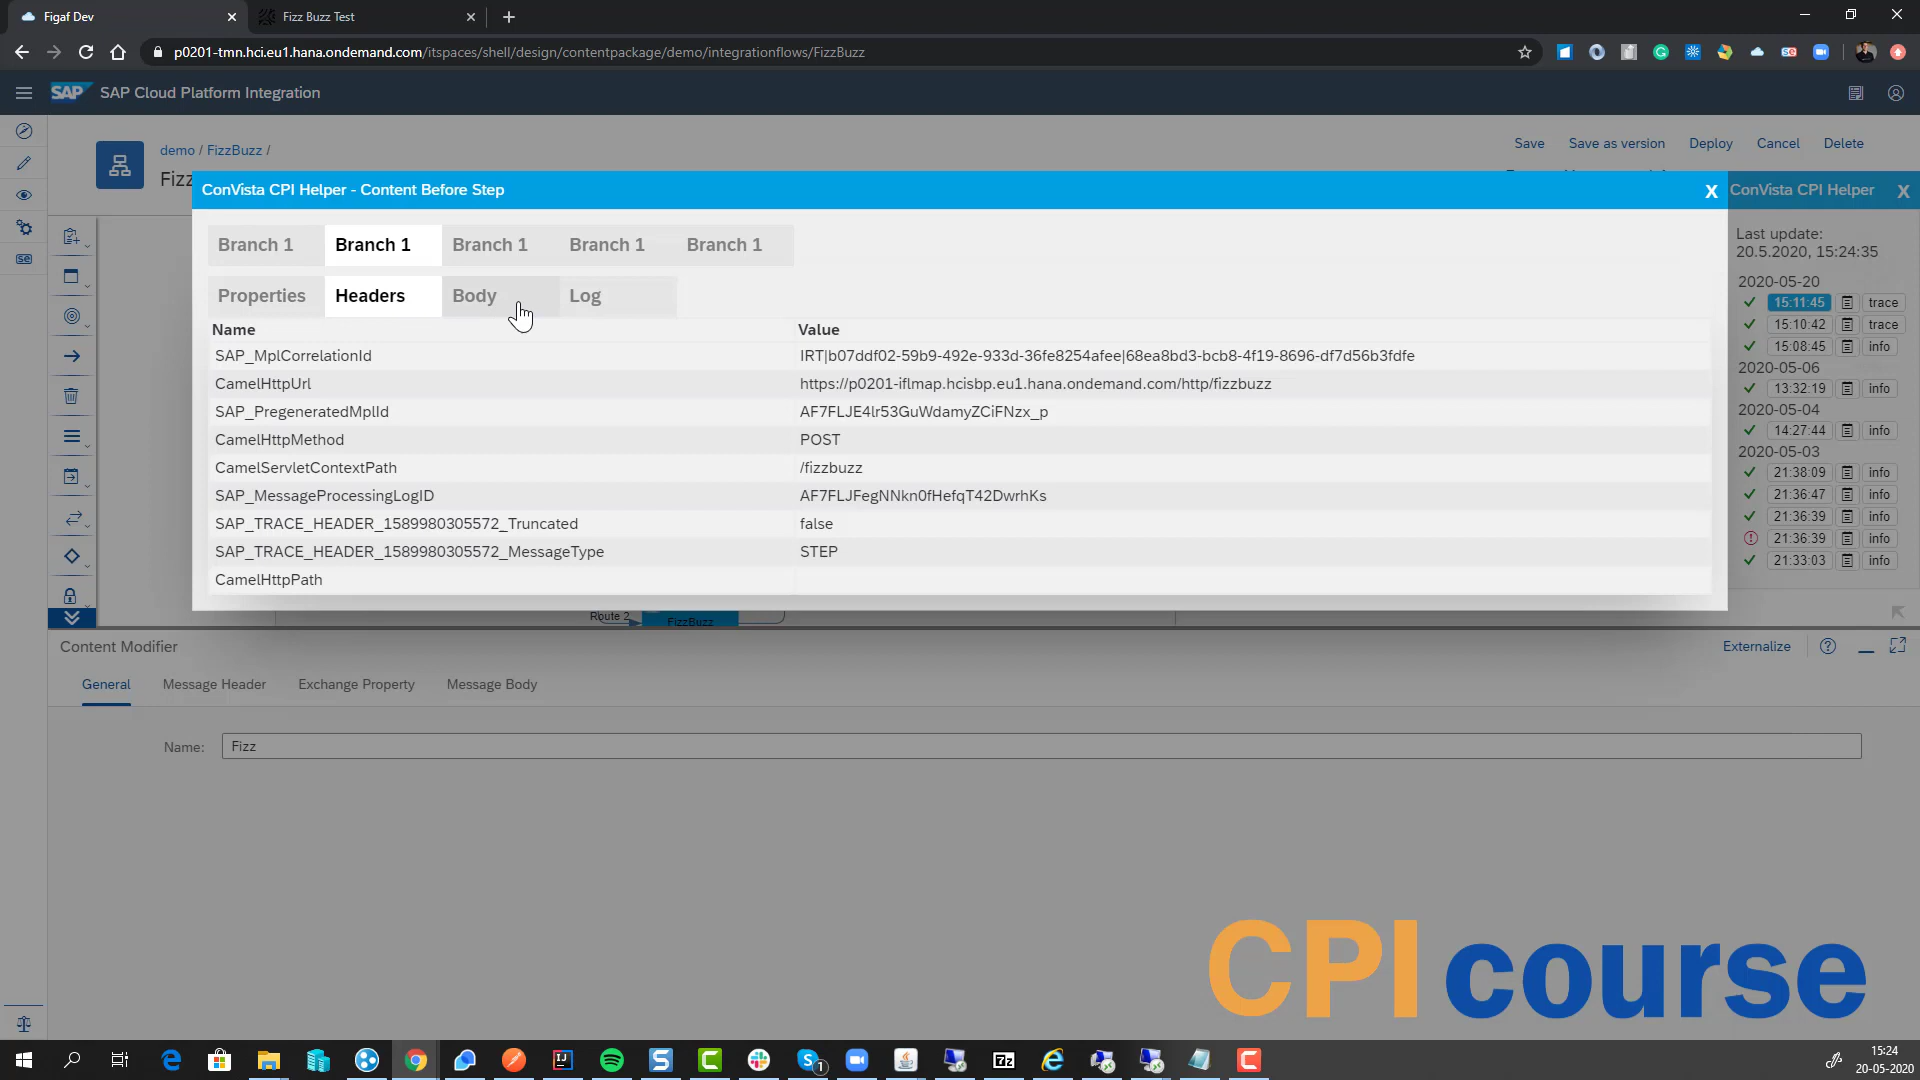 Figaf Dev
Fizz Buzz Test
p0201-tmn.hci.eu1.hana.ondemand.com/itspaces/shell/design/contentpackage/demo/integrationflows/FizzBuzz
SAP SAP Cloud Platform Integration
demo / FizzBuzz /
Save Save as version Deploy Cancel Delete
ConVista CPI Helper - Content Before Step X
ConVista CPI Helper X
Branch 1 Branch 1 Branch 1 Branch 1 Branch 1
Properties Headers Body Log
Name Value
SAP_MplCorrelationId IRT|b07ddf02-59b9-492e-933d-36fe8254afee|68ea8bd3-bcb8-4f19-8696-df7d56b3fdfe
CamelHttpUrl https://p0201-iflmap.hcisbp.eu1.hana.ondemand.com/http/fizzbuzz
SAP_PregeneratedMplId AF7FLJE4lr53GuWdamyZCiFNzx_p
CamelHttpMethod POST
CamelServletContextPath /fizzbuzz
SAP_MessageProcessingLogID AF7FLJFegNNkn0fHefqT42DwrhKs
SAP_TRACE_HEADER_1589980305572_Truncated false
SAP_TRACE_HEADER_1589980305572_MessageType STEP
CamelHttpPath
Last update:
20.5.2020, 15:24:35
2020-05-20
15:11:45 trace
15:10:42 trace
15:08:45 info
2020-05-06
13:32:19 info
2020-05-04
14:27:44 info
2020-05-03
21:38:09 info
21:36:47 info
21:36:39 info
21:36:39 info
21:33:03 info
Route 2 FizzBuzz
Content Modifier
Externalize
General Message Header Exchange Property Message Body
Name: Fizz
CPI course
15:24
20-05-2020